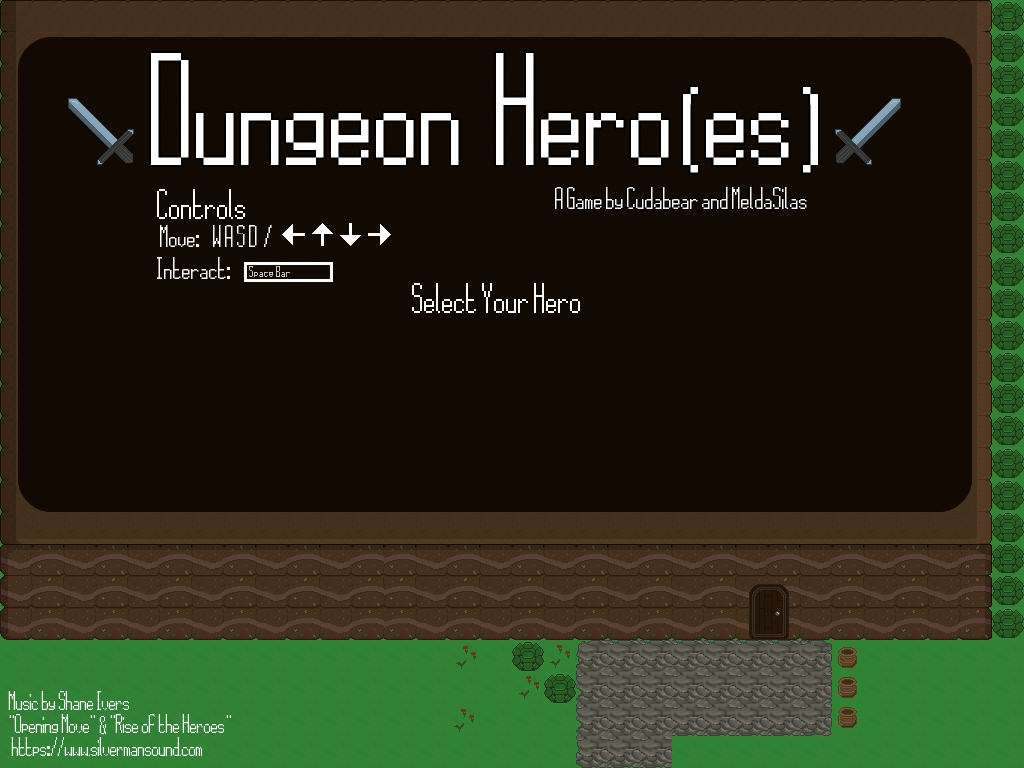 Dungeon Hero(es)
A Game by Cudabear and MeldaSilas
Controls
Move: WASD / ← ↑ ↓ →
Interact: Space Bar
Select Your Hero
Music by Shane Ivers
"Opening Move" & "Rise of the Heroes"
https://www.silvermansound.com